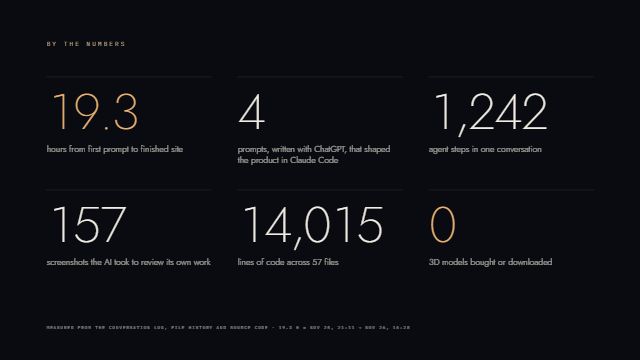 BY THE NUMBERS
19.3
hours from first prompt to finished site
4
prompts, written with ChatGPT, that shaped
the product in Claude Code
1,242
agent steps in one conversation
157
screenshots the AI took to review its own work
14,015
lines of code across 57 files
0
3D models bought or downloaded
MEASURED FROM THE CONVERSATION LOG, FILE HISTORY AND SOURCE CODE